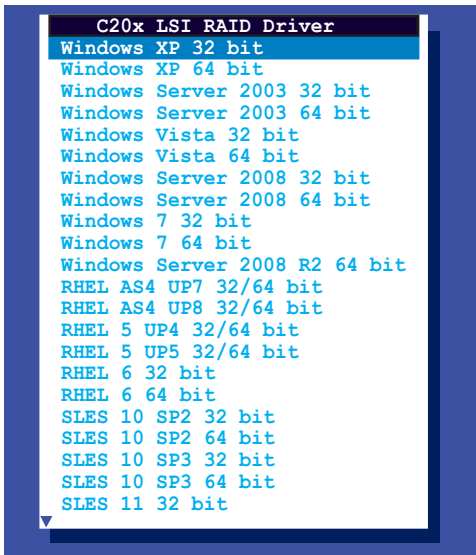 C20x LSI RAID Driver
Windows XP 32 bit
Windows XP 64 bit
Windows Server 2003 32 bit
Windows Server 2003 64 bit
Windows Vista 32 bit
Windows Vista 64 bit
Windows Server 2008 32 bit
Windows Server 2008 64 bit
Windows 7 32 bit
Windows 7 64 bit
Windows Server 2008 R2 64 bit
RHEL AS4 UP7 32/64 bit
RHEL AS4 UP8 32/64 bit
RHEL 5 UP4 32/64 bit
RHEL 5 UP5 32/64 bit
RHEL 6 32 bit
RHEL 6 64 bit
SLES 10 SP2 32 bit
SLES 10 SP2 64 bit
SLES 10 SP3 32 bit
SLES 10 SP3 64 bit
SLES 11 32 bit